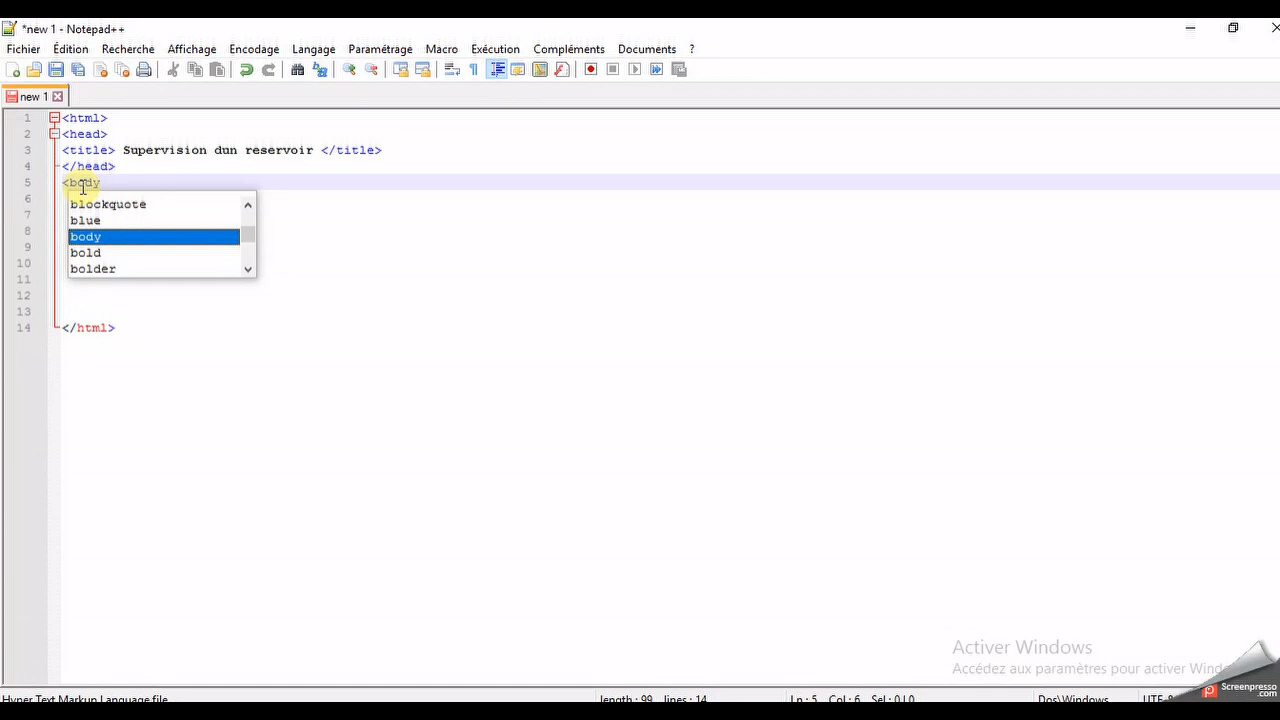 *new 1 - Notepad++
Fichier Édition Recherche Affichage Encodage Langage Paramétrage Macro Exécution Compléments Documents ?
new 1
1 <html>
2 <head>
3 <title> Supervision dun reservoir </title>
4 </head>
5 <body
6
7
8
9
10
11
12
13
14 </html>
blockquote
blue
body
bold
bolder
Activer Windows
Accédez aux paramètres pour activer
Screenpresso
.com
Hyper Text Markup Language file length : 99 lines : 14 Ln : 5 Col : 6 Sel : 0 | 0 Dos\Windows